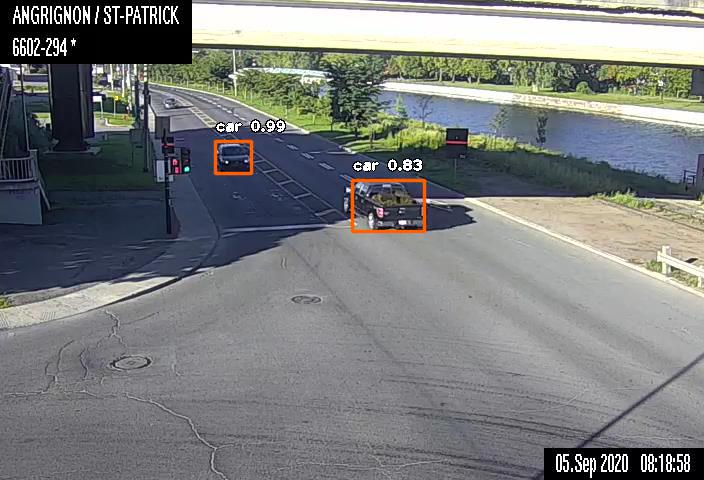 ANGRIGNON / ST-PATRICK
6602-294 *
car 0.99
car 0.83
05.Sep 2020 08:18:58